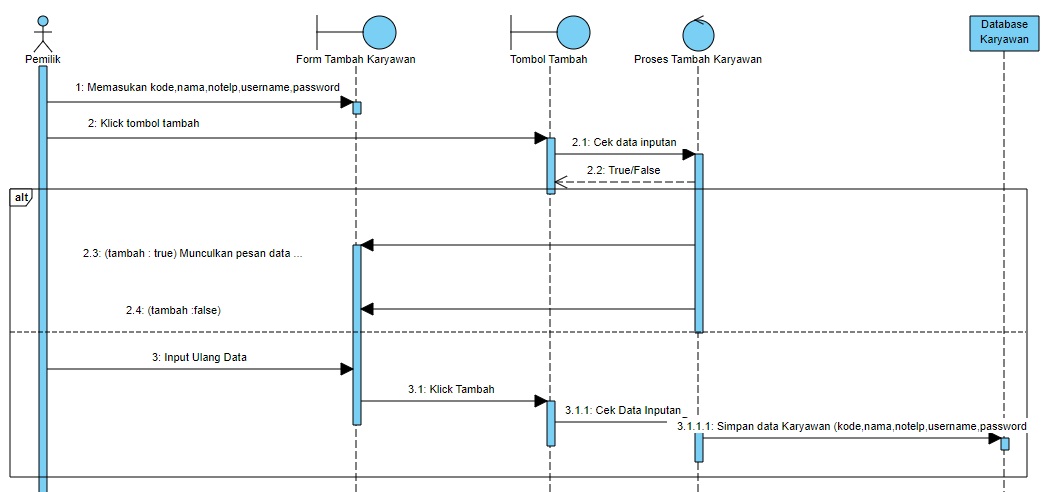 Database
Karyawan
Pemilik
Form Tambah Karyawan
Tombol Tambah
Proses Tambah Karyawan
1: Memasukan kode,nama,notelp,username,password
2: Klick tombol tambah
2.1: Cek data inputan
2.2: True/False
alt
2.3: (tambah : true) Munculkan pesan data ...
2.4: (tambah :false)
3: Input Ulang Data
3.1: Klick Tambah
3.1.1: Cek Data Inputan
3.1.1.1: Simpan data Karyawan (kode,nama,notelp,username,password